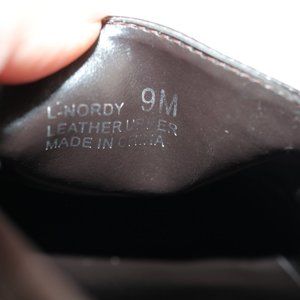 L-NORDY 9M
LEATHER UPPER
MADE IN CHINA